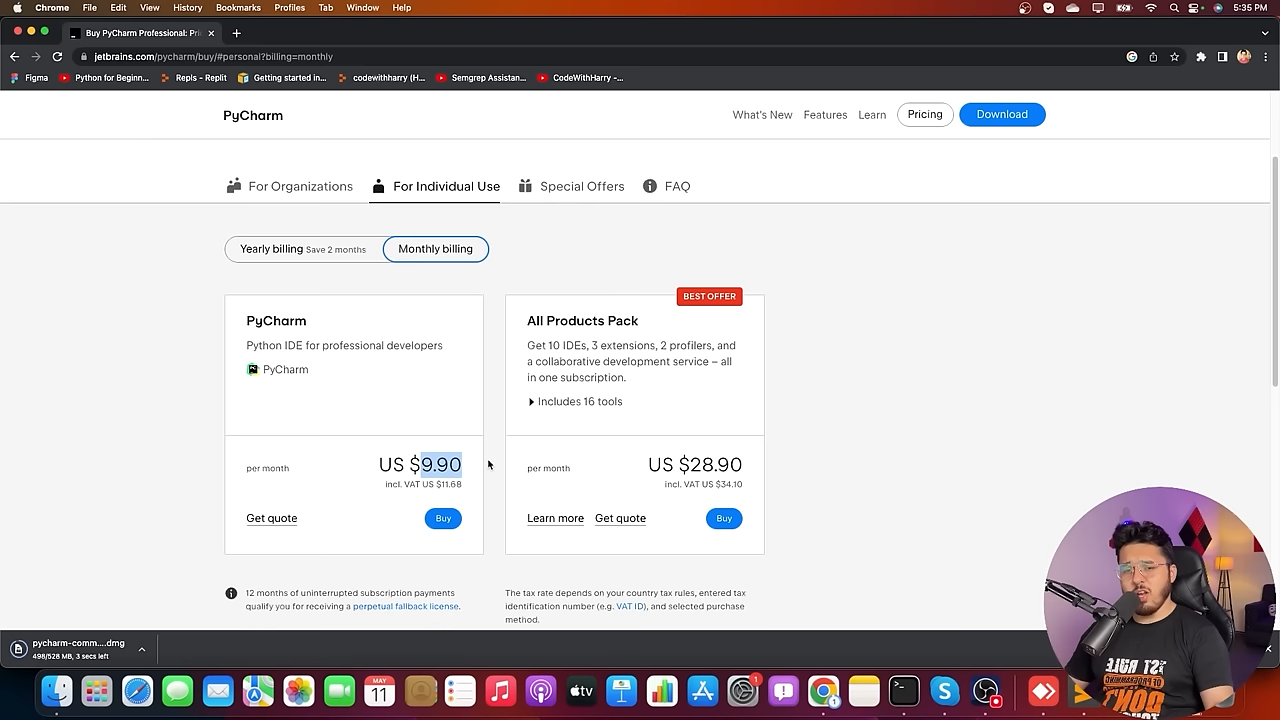 Chrome File Edit View History Bookmarks Profiles Tab Window Help 5:35 PM
Buy PyCharm Professional: Pri
jetbrains.com/pycharm/buy/#personal?billing=monthly
Figma Python for Beginn... Repls - Replit Getting started in... codewithharry (H... Semgrep Assistan... CodeWithHarry -...
PyCharm What's New Features Learn Pricing Download
For Organizations For Individual Use Special Offers FAQ
Yearly billing Save 2 months Monthly billing
BEST OFFER
PyCharm
Python IDE for professional developers
PyCharm
per month US $9.90
incl. VAT US $11.68
Get quote Buy
All Products Pack
Get 10 IDEs, 3 extensions, 2 profilers, and
a collaborative development service – all
in one subscription.
Includes 16 tools
per month US $28.90
incl. VAT US $34.10
Learn more Get quote Buy
12 months of uninterrupted subscription payments
qualify you for receiving a perpetual fallback license.
The tax rate depends on your country tax rules, entered tax
identification number (e.g. VAT ID), and selected purchase
method.
pycharm-comm....dmg
498/528 MB, 3 secs left
MAY
11
tv
1
1